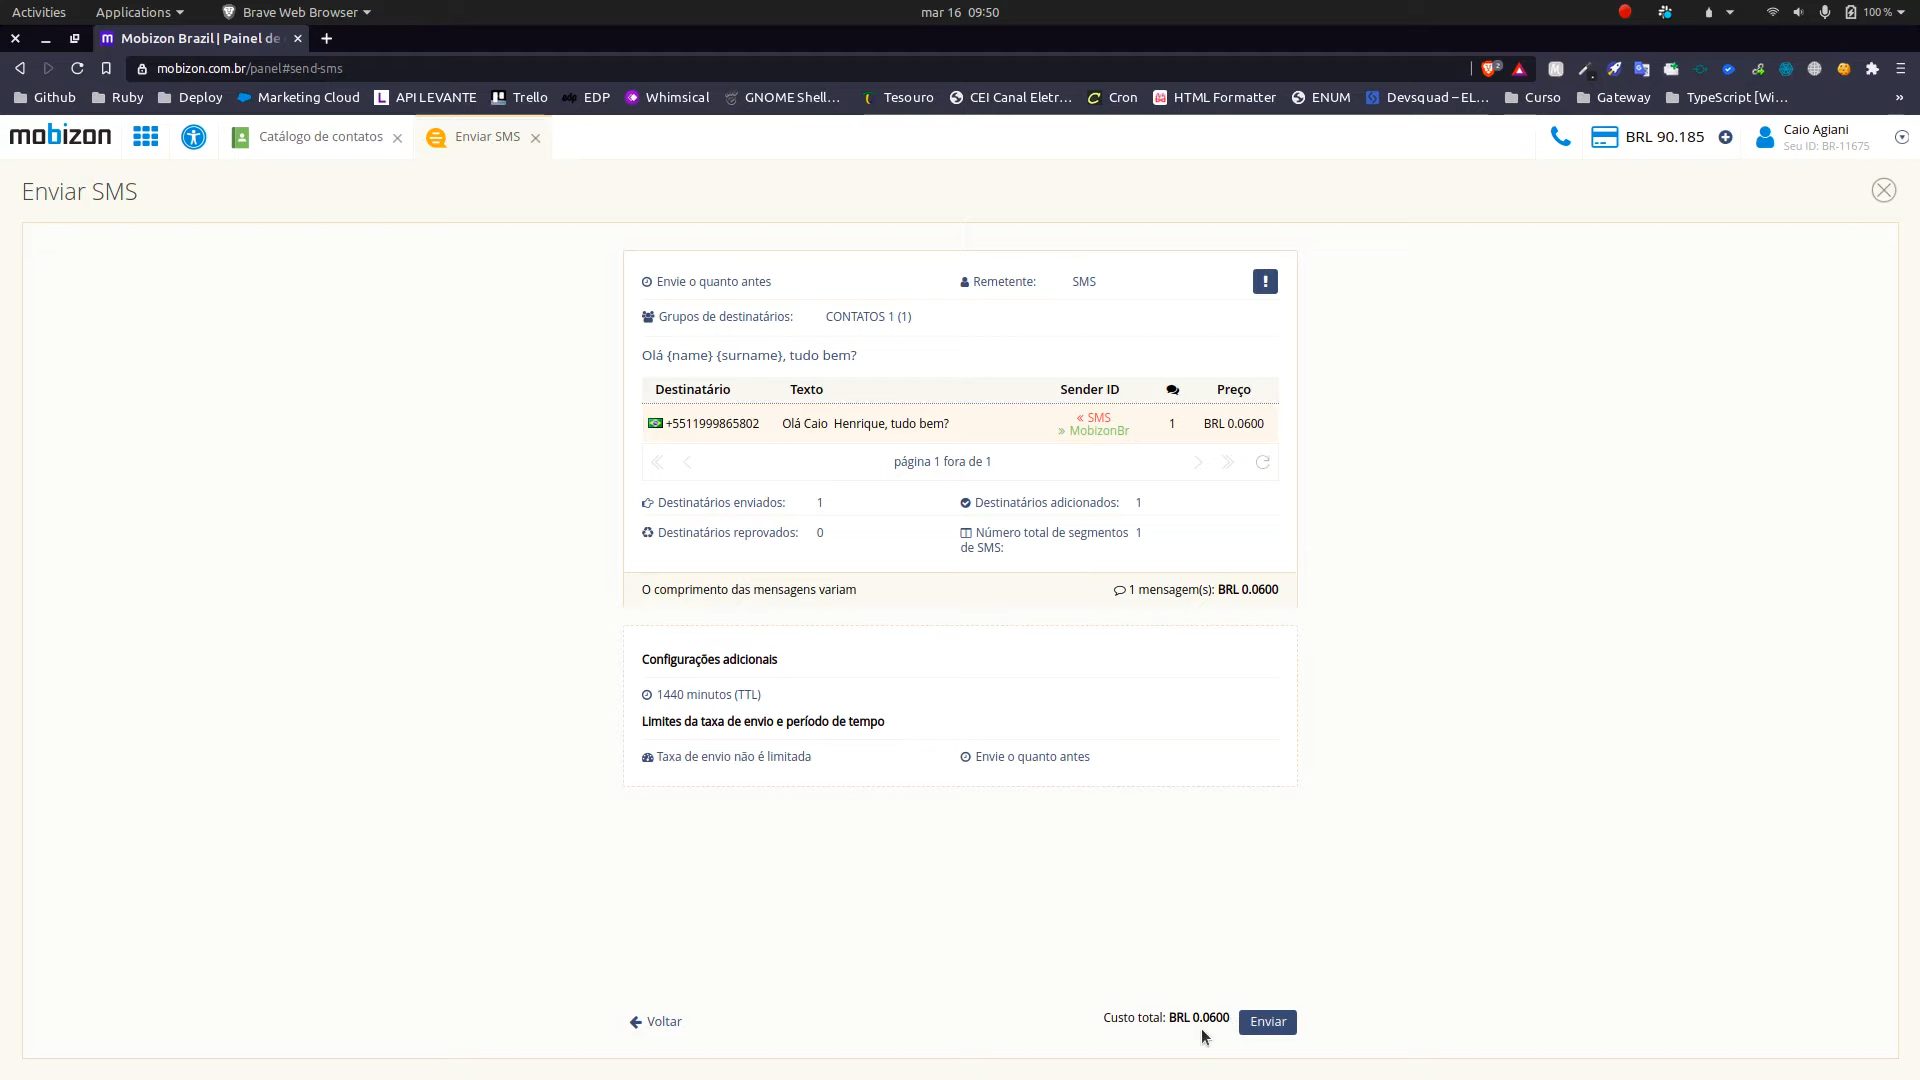 Activities Applications Brave Web Browser mar 16 09:50 100 %
Mobizon Brazil | Painel de
mobizon.com.br/panel#send-sms 2
Github Ruby Deploy Marketing Cloud API LEVANTE Trello EDP Whimsical GNOME Shell... Tesouro CEI Canal Eletr... Cron HTML Formatter ENUM Devsquad – EL... Curso Gateway TypeScript [Wi... »
mobizon Catálogo de contatos Enviar SMS BRL 90.185 Caio Agiani
Seu ID: BR-11675
Enviar SMS
Envie o quanto antes Remetente: SMS !
Grupos de destinatários: CONTATOS 1 (1)
Olá {name} {surname}, tudo bem?
Destinatário Texto Sender ID Preço
+5511999865802 Olá Caio Henrique, tudo bem? « SMS 1 BRL 0.0600
» MobizonBr
página 1 fora de 1
Destinatários enviados: 1 Destinatários adicionados: 1
Destinatários reprovados: 0 Número total de segmentos 1
de SMS:
O comprimento das mensagens variam 1 mensagem(s): BRL 0.0600
Configurações adicionais
1440 minutos (TTL)
Limites da taxa de envio e período de tempo
Taxa de envio não é limitada Envie o quanto antes
Voltar Custo total: BRL 0.0600 Enviar